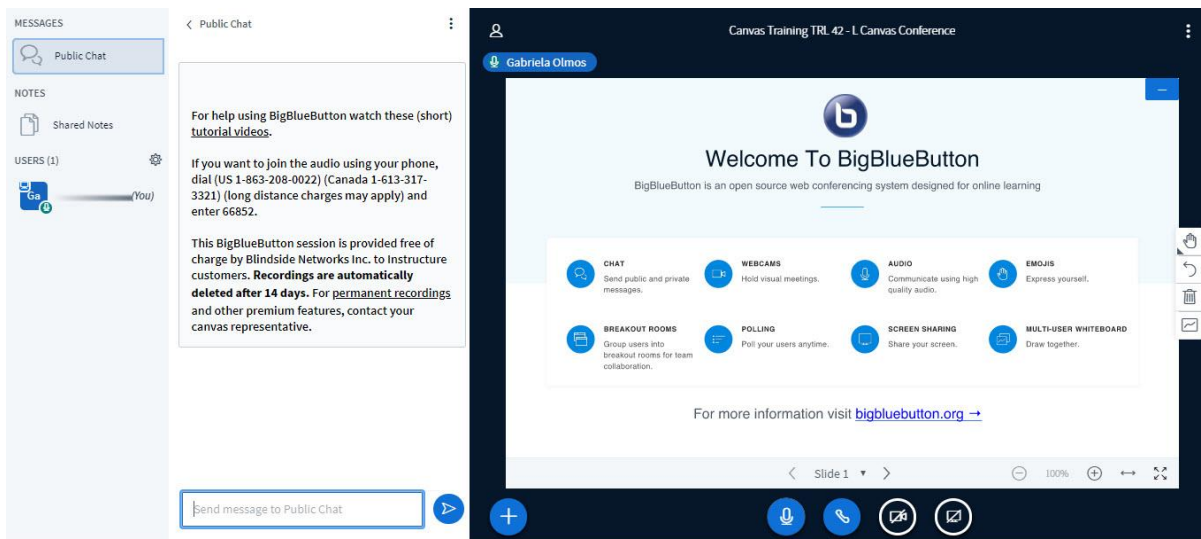 MESSAGES
Public Chat
NOTES
Shared Notes
USERS (1)
Ga
(You)
Public Chat
For help using BigBlueButton watch these (short)
tutorial videos.
If you want to join the audio using your phone,
dial (US 1-863-208-0022) (Canada 1-613-317-
3321) (long distance charges may apply) and
enter 66852.
This BigBlueButton session is provided free of
charge by Blindside Networks Inc. to Instructure
customers. Recordings are automatically
deleted after 14 days. For permanent recordings
and other premium features, contact your
canvas representative.
Send message to Public Chat
Canvas Training TRL 42 - L Canvas Conference
Gabriela Olmos
b
Welcome To BigBlueButton
BigBlueButton is an open source web conferencing system designed for online learning
CHAT
Send public and private
messages.
WEBCAMS
Hold visual meetings.
AUDIO
Communicate using high
quality audio.
EMOJIS
Express yourself.
BREAKOUT ROOMS
Group users into
breakout rooms for team
collaboration.
POLLING
Poll your users anytime.
SCREEN SHARING
Share your screen.
MULTI-USER WHITEBOARD
Draw together.
For more information visit bigbluebutton.org →
Slide 1
100%